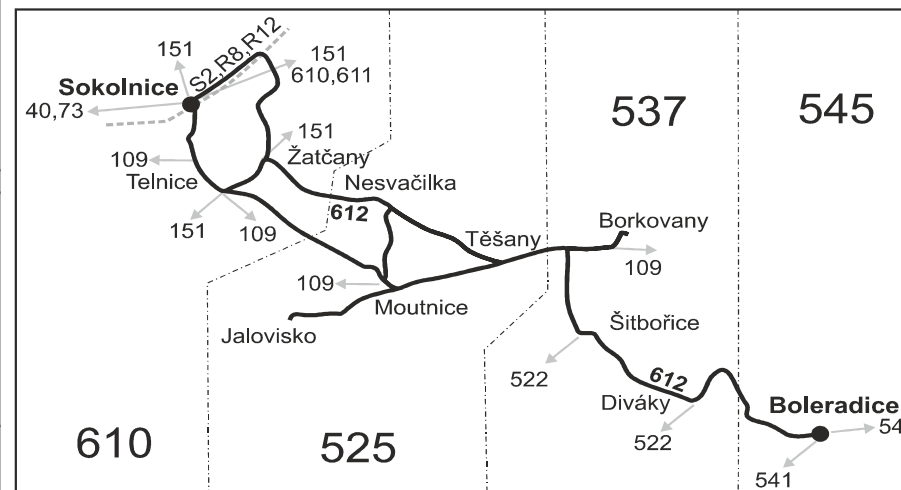 151
S2,R8,R12
151
610,611
Sokolnice
40,73
537
545
151
109
Žatčany
Telnice
Nesvačilka
612
Borkovany
151
109
Těšany
109
109
Moutnice
Šitbořice
Jalovisko
522
612
Diváky
Boleradice
54
522
610
525
541